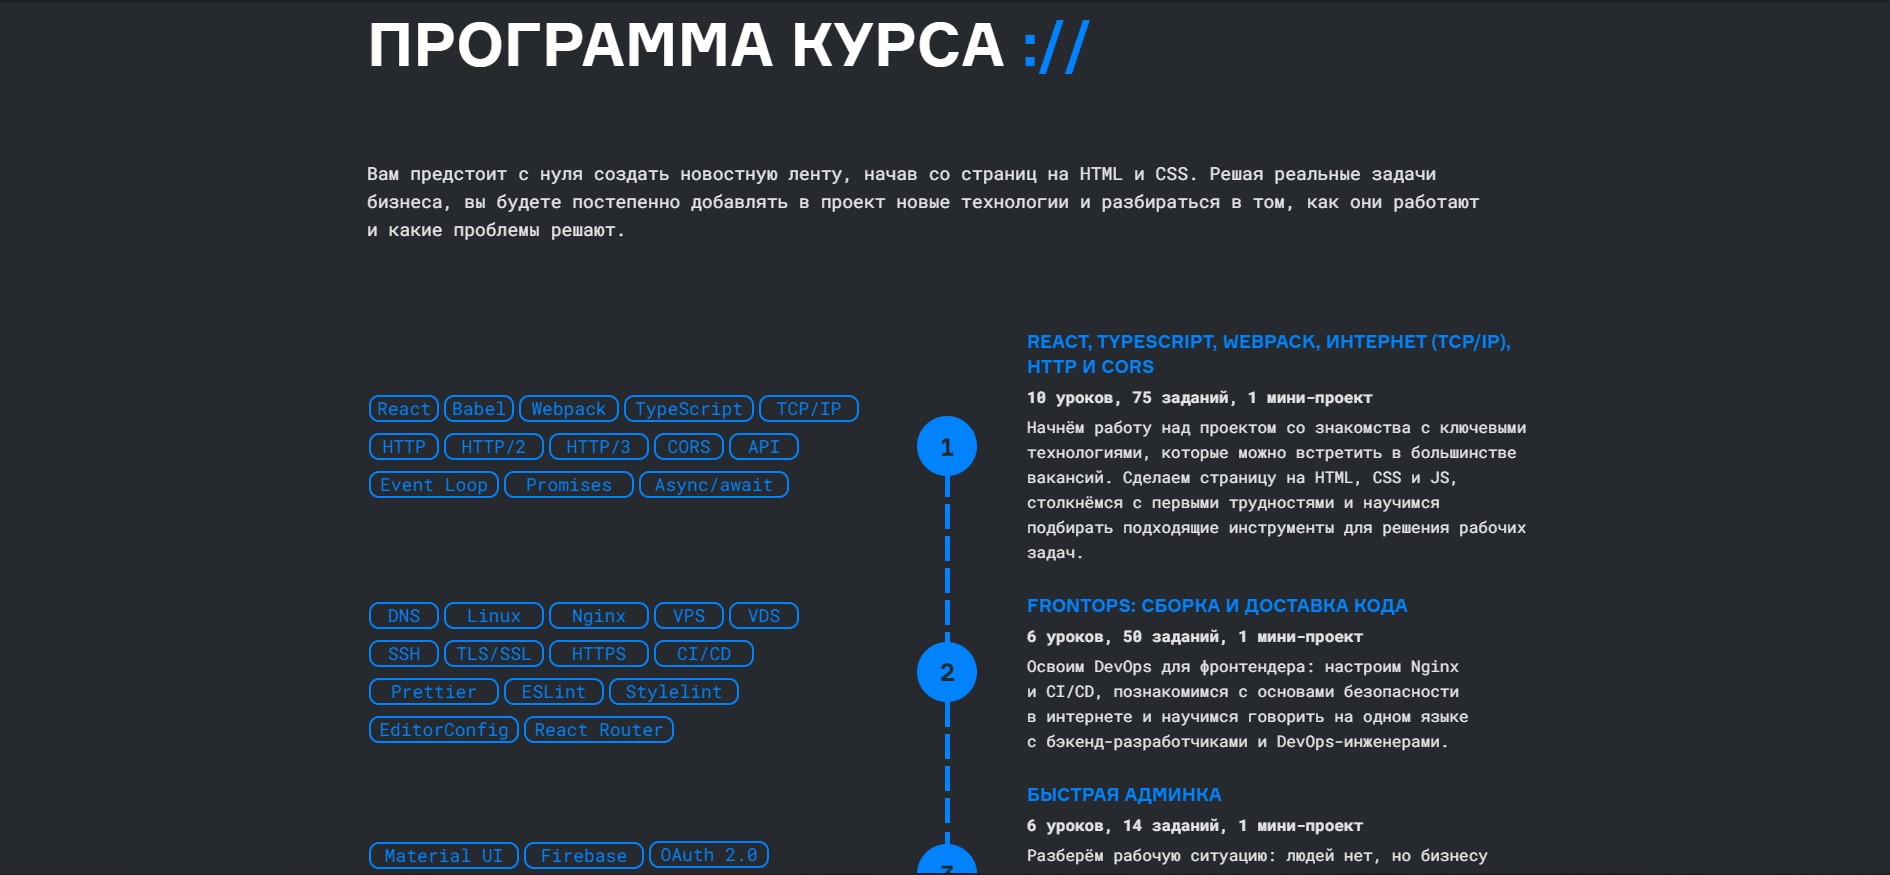 ПРОГРАММА КУРСА ://
Вам предстоит с нуля создать новостную ленту, начав со страниц на HTML и CSS. Решая реальные задачи
бизнеса, вы будете постепенно добавлять в проект новые технологии и разбираться в том, как они работают
и какие проблемы решают.
React Babel Webpack TypeScript TCP/IP
HTTP HTTP/2 HTTP/3 CORS API
Event Loop Promises Async/await
1
REACT, TYPESCRIPT, WEBPACK, ИНТЕРНЕТ (TCP/IP),
HTTP И CORS
10 уроков, 75 заданий, 1 мини-проект
Начнём работу над проектом со знакомства с ключевыми
технологиями, которые можно встретить в большинстве
вакансий. Сделаем страницу на HTML, CSS и JS,
столкнёмся с первыми трудностями и научимся
подбирать подходящие инструменты для решения рабочих
задач.
DNS Linux Nginx VPS VDS
SSH TLS/SSL HTTPS CI/CD
Prettier ESLint Stylelint
EditorConfig React Router
2
FRONTOPS: СБОРКА И ДОСТАВКА КОДА
6 уроков, 50 заданий, 1 мини-проект
Освоим DevOps для фронтендера: настроим Nginx
и CI/CD, познакомимся с основами безопасности
в интернете и научимся говорить на одном языке
с бэкенд-разработчиками и DevOps-инженерами.
Material UI Firebase OAuth 2.0
3
БЫСТРАЯ АДМИНКА
6 уроков, 14 заданий, 1 мини-проект
Разберём рабочую ситуацию: людей нет, но бизнесу